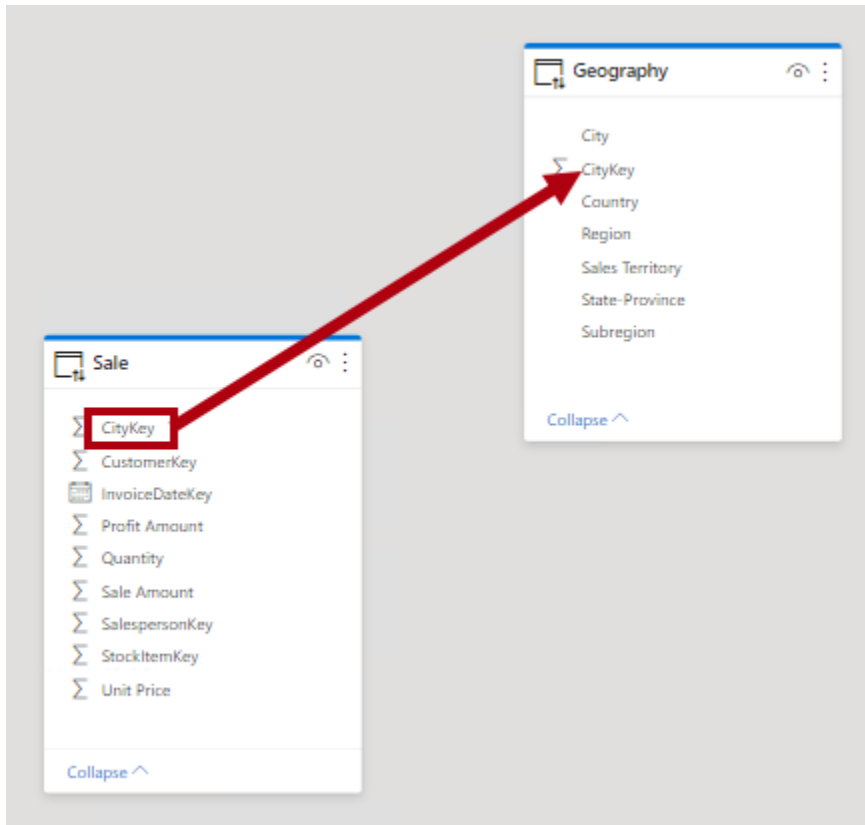 Geography
City
CityKey
Country
Region
Sales Territory
State-Province
Subregion
Collapse
Sale
CityKey
CustomerKey
InvoiceDateKey
Profit Amount
Quantity
Sale Amount
SalespersonKey
StockItemKey
Unit Price
Collapse